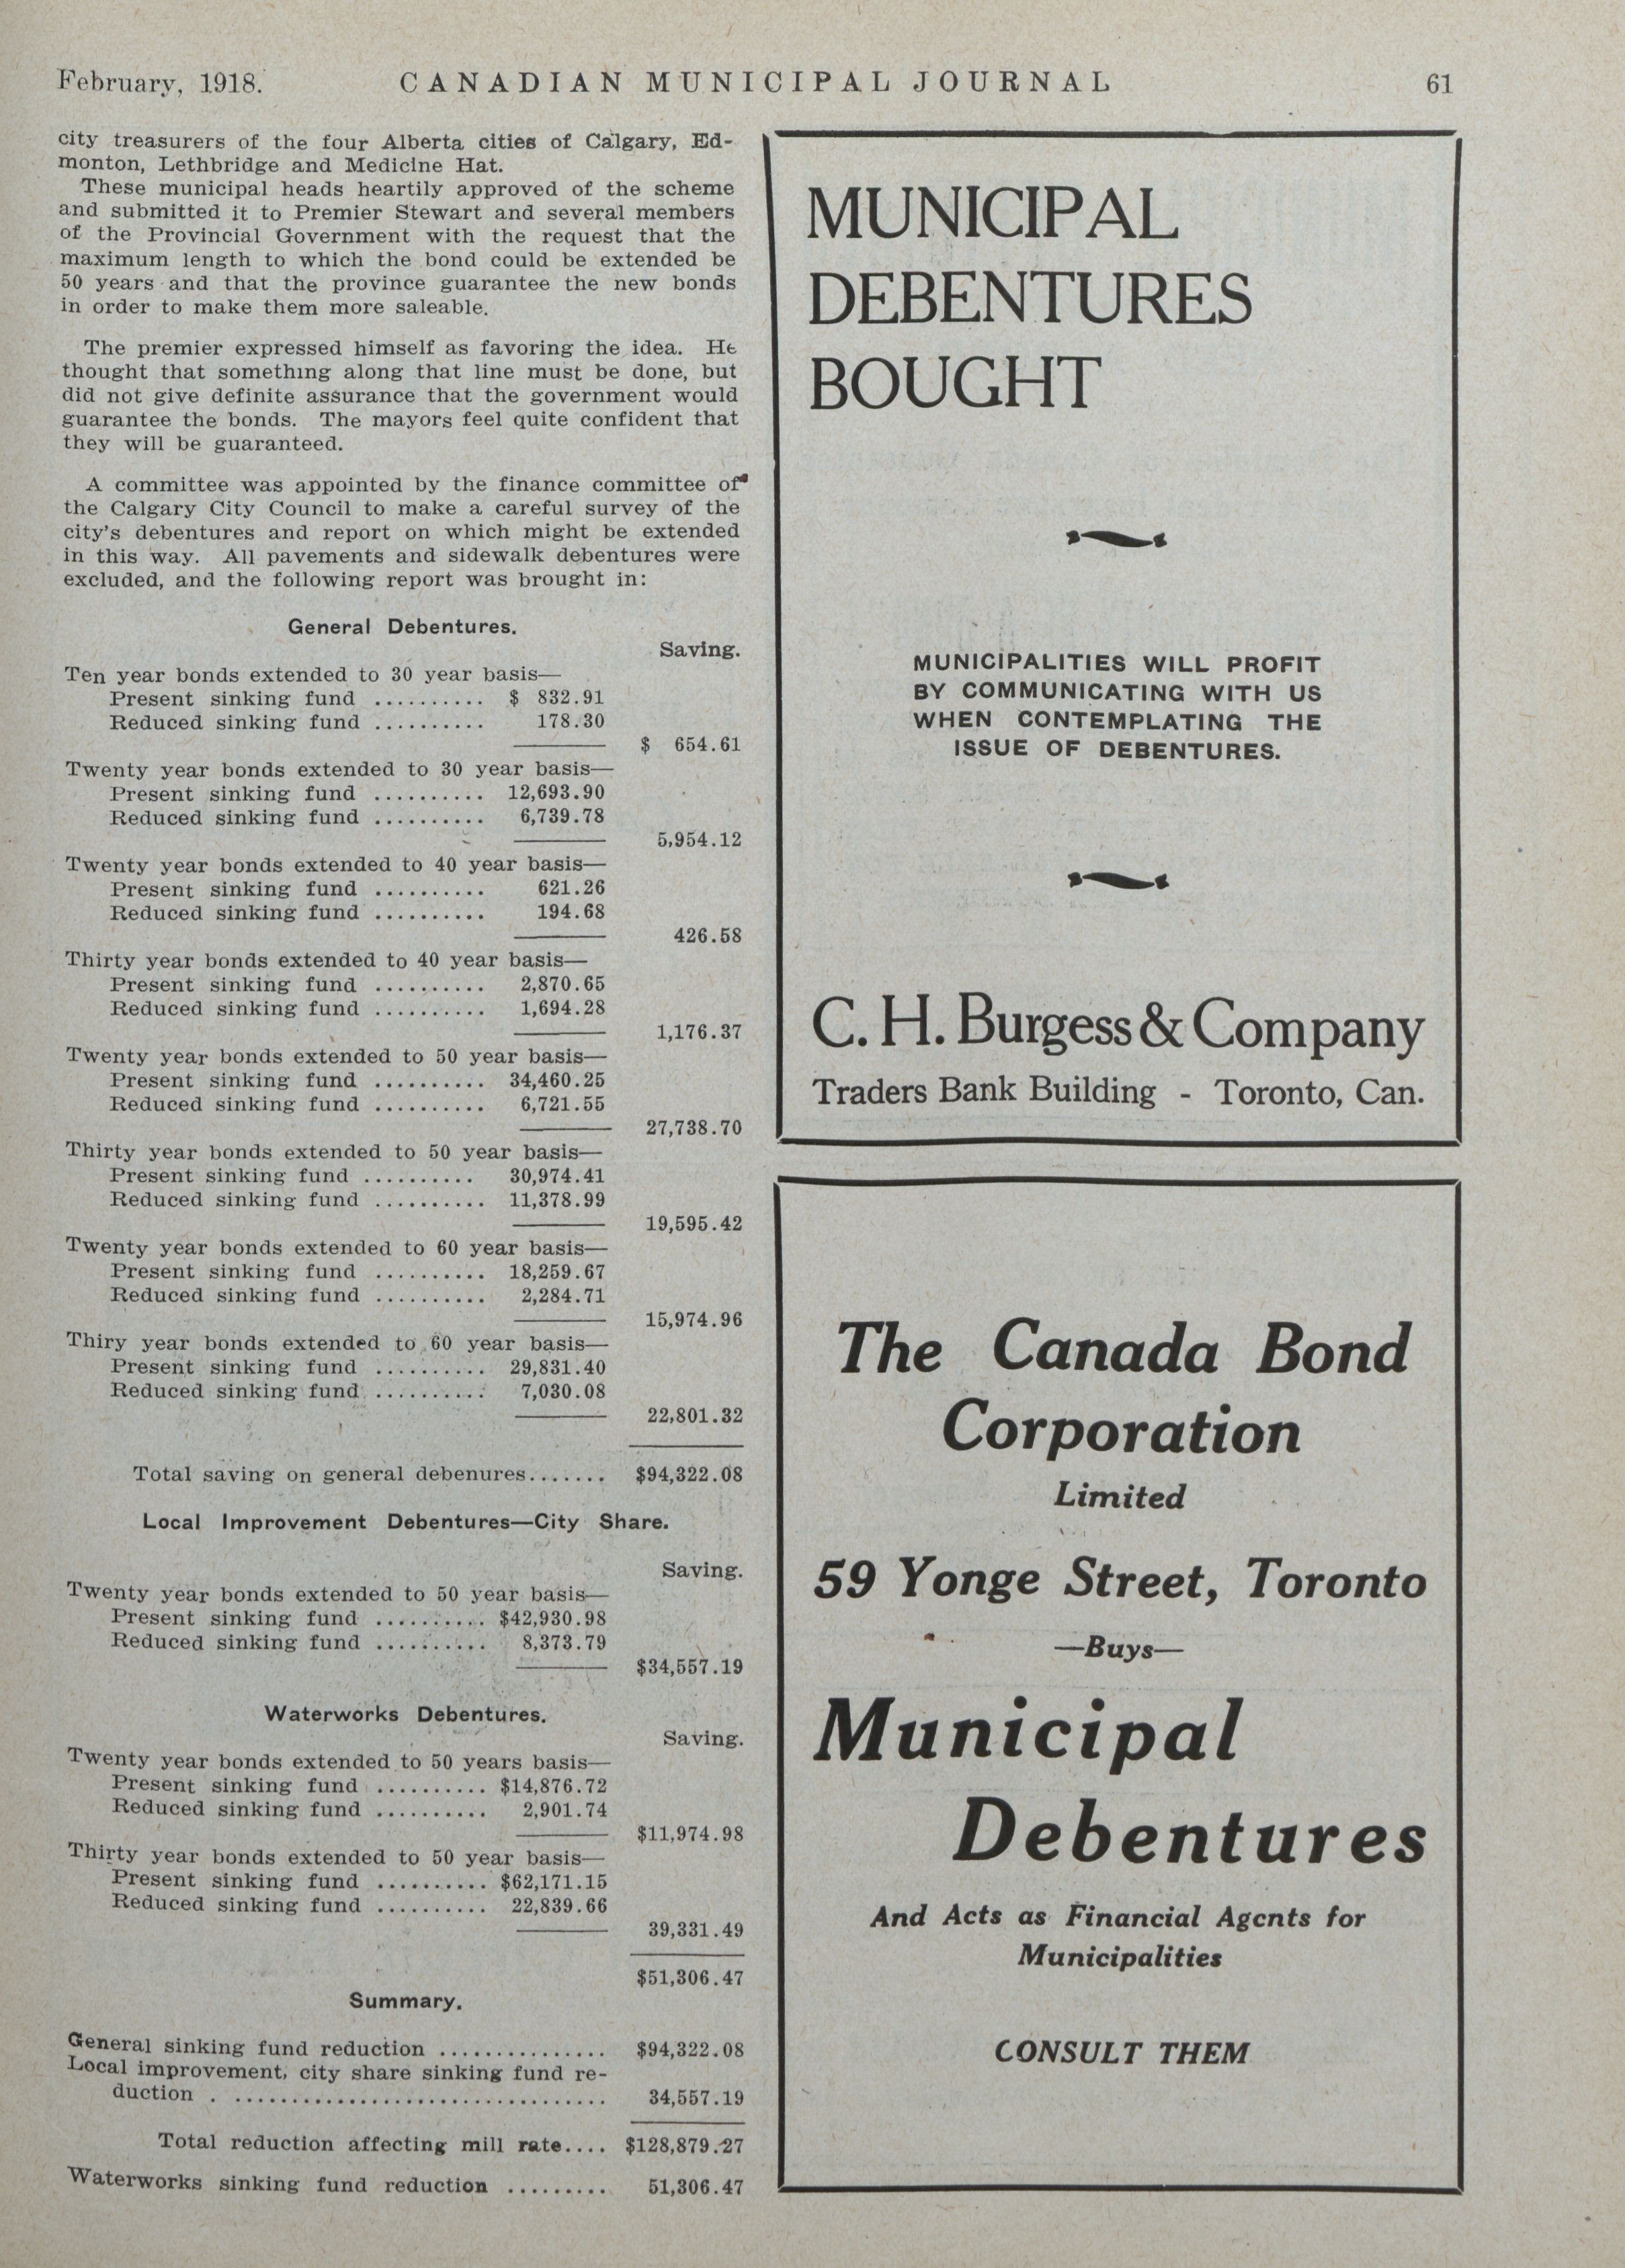 February, 1918.
CANADIAN MUNICIPAL JOURNAL
61
city treasurers of the four Alberta cities of Calgary, Ed-
monton, Lethbridge and Medicine Hat.
These municipal heads heartily approved of the scheme
and submitted it to Premier Stewart and several members
of the Provincial Government with the request that the
maximum length to which the bond could be extended be
50 years and that the province guarantee the new bonds
in order to make them more saleable.
The premier expressed himself as favoring the idea. He
thought that something along that line must be done, but
did not give definite assurance that the government would
guarantee the bonds. The mayors feel quite confident that
they will be guaranteed.
A committee was appointed by the finance committee of
the Calgary City Council to make a careful survey of the
city's debentures and report on which might be extended
in this way. All pavements and sidewalk debentures were
excluded, and the following report was brought in:
General Debentures.
Saving.
Ten year bonds extended to 30 year basis—
Present sinking fund .......... $ 832.91
Reduced sinking fund .......... 178.30
$ 654.61
Twenty year bonds extended to 30 year basis—
Present sinking fund .......... 12,693.90
Reduced sinking fund .......... 6,739.78
5,954.12
Twenty year bonds extended to 40 year basis—
Present sinking fund .......... 621.26
Reduced sinking fund .......... 194.68
426.58
Thirty year bonds extended to 40 year basis—
Present sinking fund .......... 2,870.65
Reduced sinking fund .......... 1,694.28
1,176.37
Twenty year bonds extended to 50 year basis—
Present sinking fund .......... 34,460.25
Reduced sinking fund .......... 6,721.55
27,738.70
Thirty year bonds extended to 50 year basis—
Present sinking fund .......... 30,974.41
Reduced sinking fund .......... 11,378.99
19,595.42
Twenty year bonds extended to 60 year basis—
Present sinking fund .......... 18,259.67
Reduced sinking fund .......... 2,284.71
15,974.96
Thiry year bonds extended to 60 year basis—
Present sinking fund .......... 29,831.40
Reduced sinking fund .......... 7,030.08
22,801.32
Total saving on general debenures....... $94,322.08
Local Improvement Debentures—City Share.
Saving.
Twenty year bonds extended to 50 year basis—
Present sinking fund .......... $42,930.98
Reduced sinking fund .......... 8,373.79
$34,557.19
Waterworks Debentures.
Saving.
Twenty year bonds extended to 50 years basis—
Present sinking fund .......... $14,876.72
Reduced sinking fund .......... 2,901.74
$11,974.98
Thirty year bonds extended to 50 year basis—
Present sinking fund .......... $62,171.15
Reduced sinking fund .......... 22,839.66
39,331.49
$51,306.47
Summary.
General sinking fund reduction ............... $94,322.08
Local improvement, city share sinking fund re-
duction . ................................. 34,557.19
Total reduction affecting mill rate.... $128,879.27
Waterworks sinking fund reduction ......... 51,306.47
MUNICIPAL
DEBENTURES
BOUGHT
MUNICIPALITIES WILL PROFIT
BY COMMUNICATING WITH US
WHEN CONTEMPLATING THE
ISSUE OF DEBENTURES.
C. H. Burgess & Company
Traders Bank Building - Toronto, Can.
The Canada Bond
Corporation
Limited
59 Yonge Street, Toronto
—Buys—
Municipal
Debentures
And Acts as Financial Agents for
Municipalities
CONSULT THEM